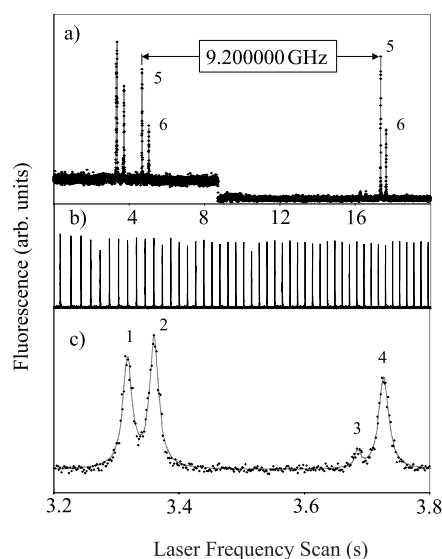 a)
9.200000 GHz
5
5
6
6
4
8
12
16
b)
Fluorescence (arb. units)
c)
1
2
3
4
3.2
3.4
3.6
3.8
Laser Frequency Scan (s)